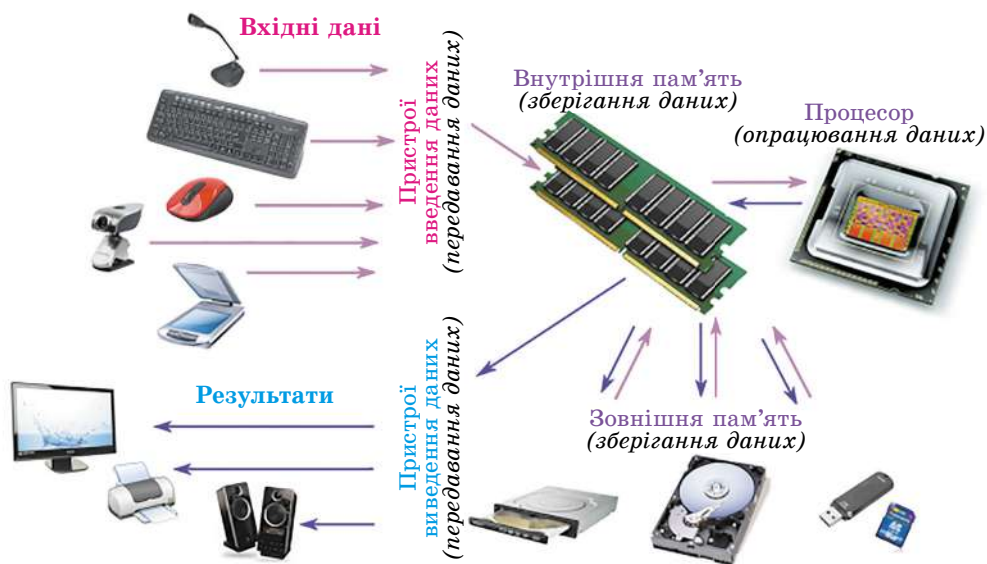 Вхідні дані
Пристрої
введення даних
(передавання даних)
Внутрішня пам'ять
(зберігання даних)
Процесор
(опрацювання даних)
Результати
Пристрої
виведення даних
(передавання даних)
Зовнішня пам'ять
(зберігання даних)